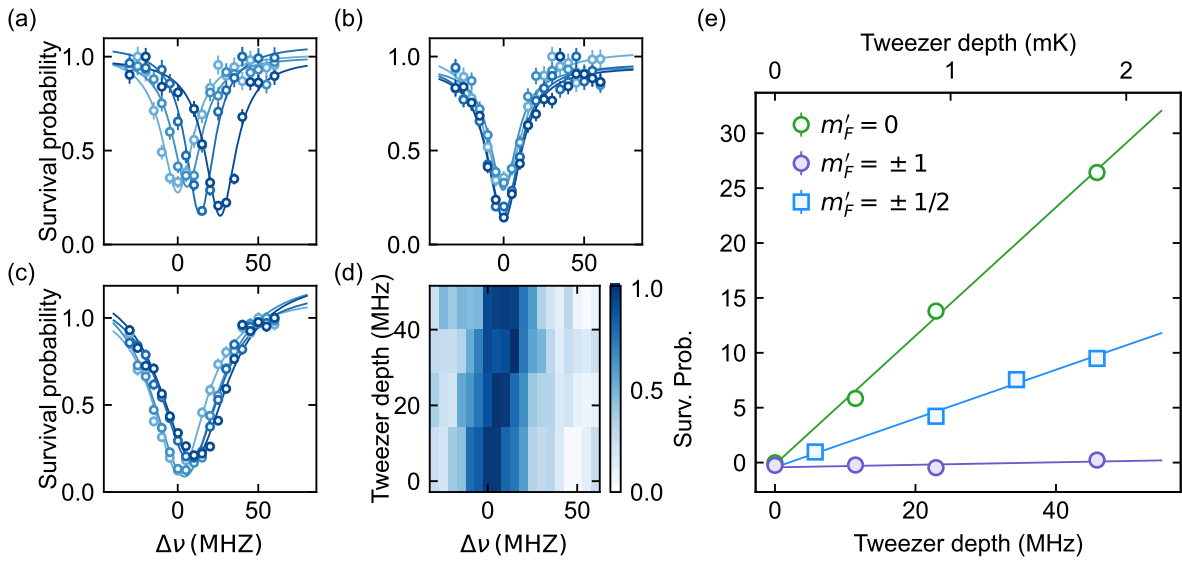 (a)
Survival probability
1.0
0.5
0.0
0
50
(b)
1.0
0.5
0.0
0
50
(c)
Survival probability
1.0
0.5
0.0
0
50
Δν (MHZ)
(d)
Tweezer depth (MHz)
40
20
0
0
50
Δν (MHZ)
1.0
0.5
0.0
Surv. Prob.
(e)
Tweezer depth (mK)
0
1
2
30
25
20
15
10
5
0
m′F = 0
m′F = ±1
m′F = ±1/2
0
20
40
Tweezer depth (MHz)